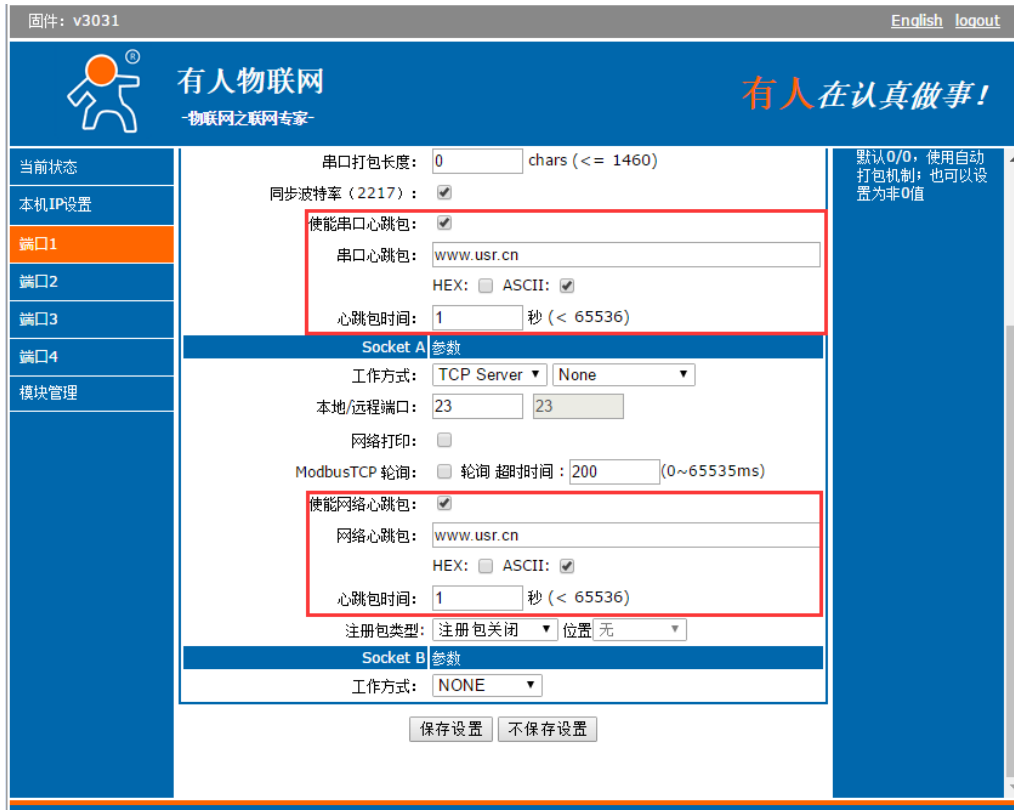 固件: v3031 English logout
®
有人物联网
-物联网之联网专家-
有人在认真做事!
当前状态
本机IP设置
端口1
端口2
端口3
端口4
模块管理
串口打包长度: 0 chars (<= 1460)
同步波特率（2217）:
使能串口心跳包:
串口心跳包: www.usr.cn
HEX: ASCII:
心跳包时间: 1 秒 (< 65536)
Socket A 参数
工作方式: TCP Server None
本地/远程端口: 23 23
网络打印:
ModbusTCP 轮询: 轮询 超时时间：200 (0~65535ms)
使能网络心跳包:
网络心跳包: www.usr.cn
HEX: ASCII:
心跳包时间: 1 秒 (< 65536)
注册包类型: 注册包关闭 位置 无
Socket B 参数
工作方式: NONE
保存设置 不保存设置
默认0/0，使用自动
打包机制；也可以设
置为非0值